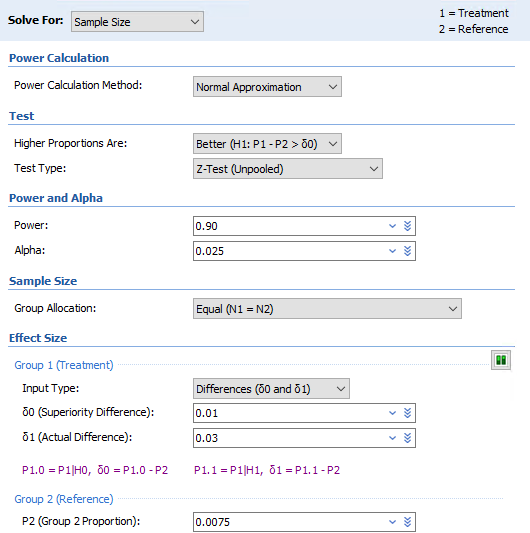 Solve For: Sample Size 1 = Treatment
2 = Reference
Power Calculation
Power Calculation Method: Normal Approximation
Test
Higher Proportions Are: Better (H1: P1 - P2 > δ0)
Test Type: Z-Test (Unpooled)
Power and Alpha
Power: 0.90
Alpha: 0.025
Sample Size
Group Allocation: Equal (N1 = N2)
Effect Size
Group 1 (Treatment)
Input Type: Differences (δ0 and δ1)
δ0 (Superiority Difference): 0.01
δ1 (Actual Difference): 0.03
P1.0 = P1|H0, δ0 = P1.0 - P2 P1.1 = P1|H1, δ1 = P1.1 - P2
Group 2 (Reference)
P2 (Group 2 Proportion): 0.0075